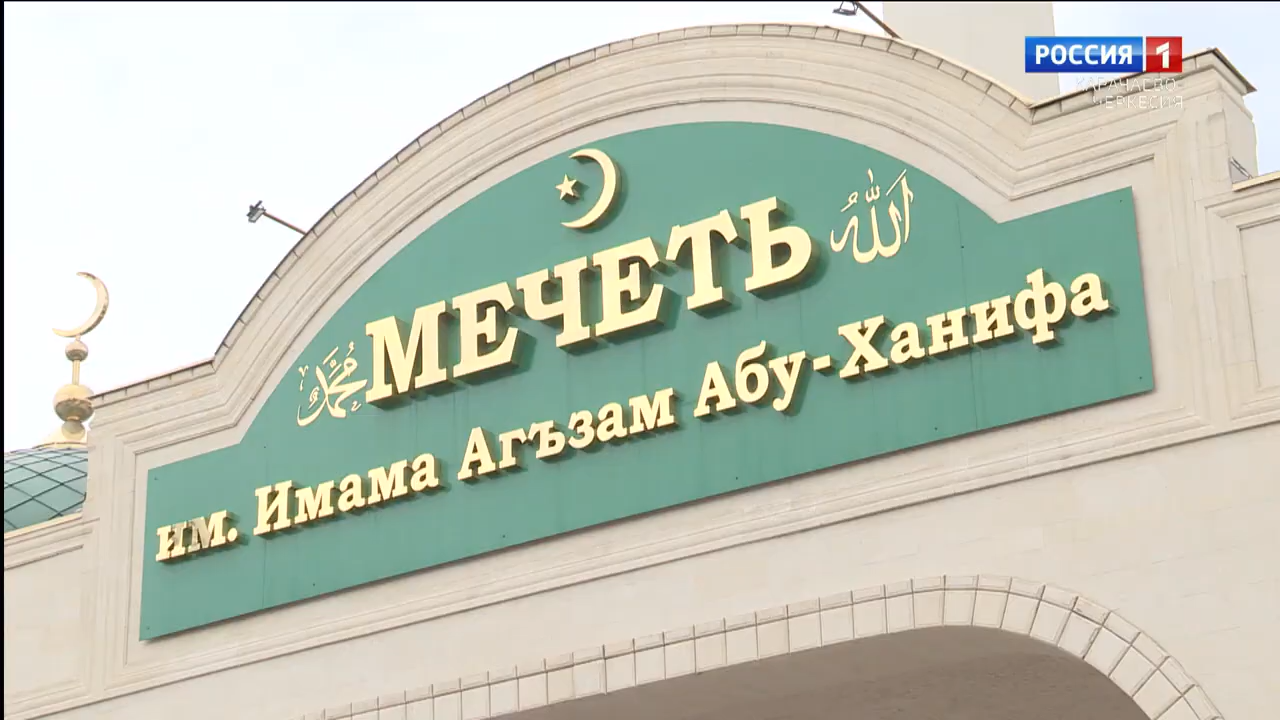 РОССИЯ 1
КАРАЧАЕВО-
ЧЕРКЕСИЯ
محمد МЕЧЕТЬ الله
им. Имама Агъзам Абу-Ханифа